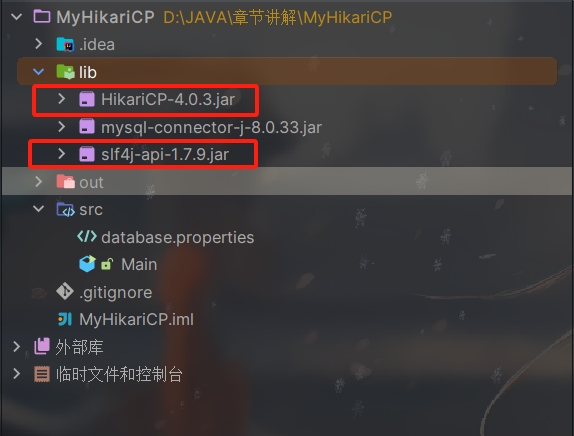 MyHikariCP D:\JAVA\章节讲解\MyHikariCP
.idea
lib
HikariCP-4.0.3.jar
mysql-connector-j-8.0.33.jar
slf4j-api-1.7.9.jar
out
src
database.properties
Main
.gitignore
MyHikariCP.iml
外部库
临时文件和控制台